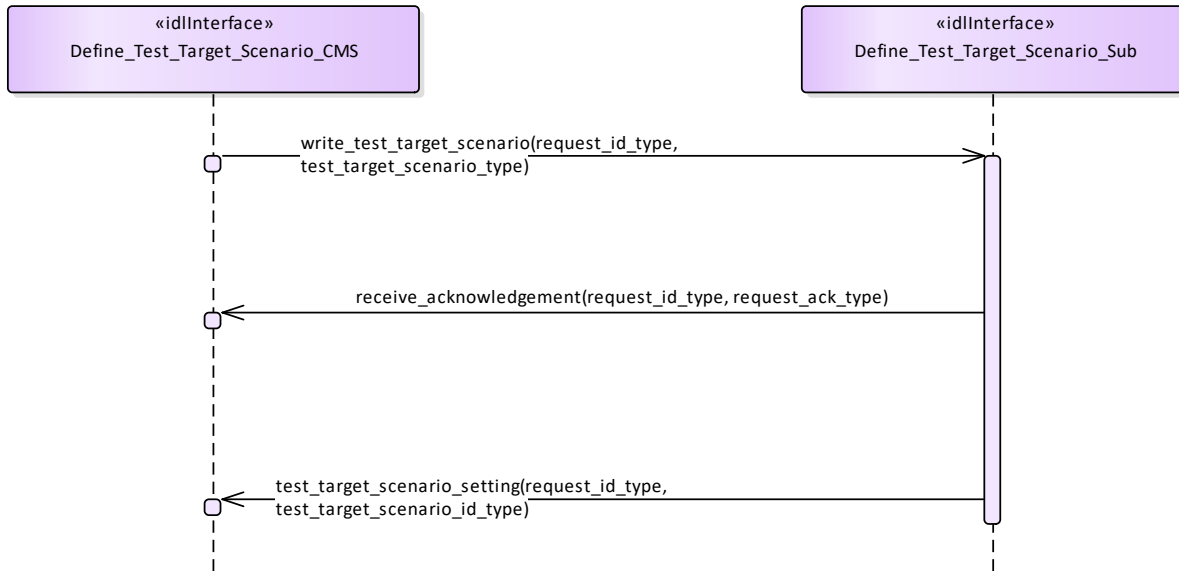 «idlInterface»
Define_Test_Target_Scenario_CMS
«idlInterface»
Define_Test_Target_Scenario_Sub
write_test_target_scenario(request_id_type,
test_target_scenario_type)
receive_acknowledgement(request_id_type, request_ack_type)
test_target_scenario_setting(request_id_type,
test_target_scenario_id_type)